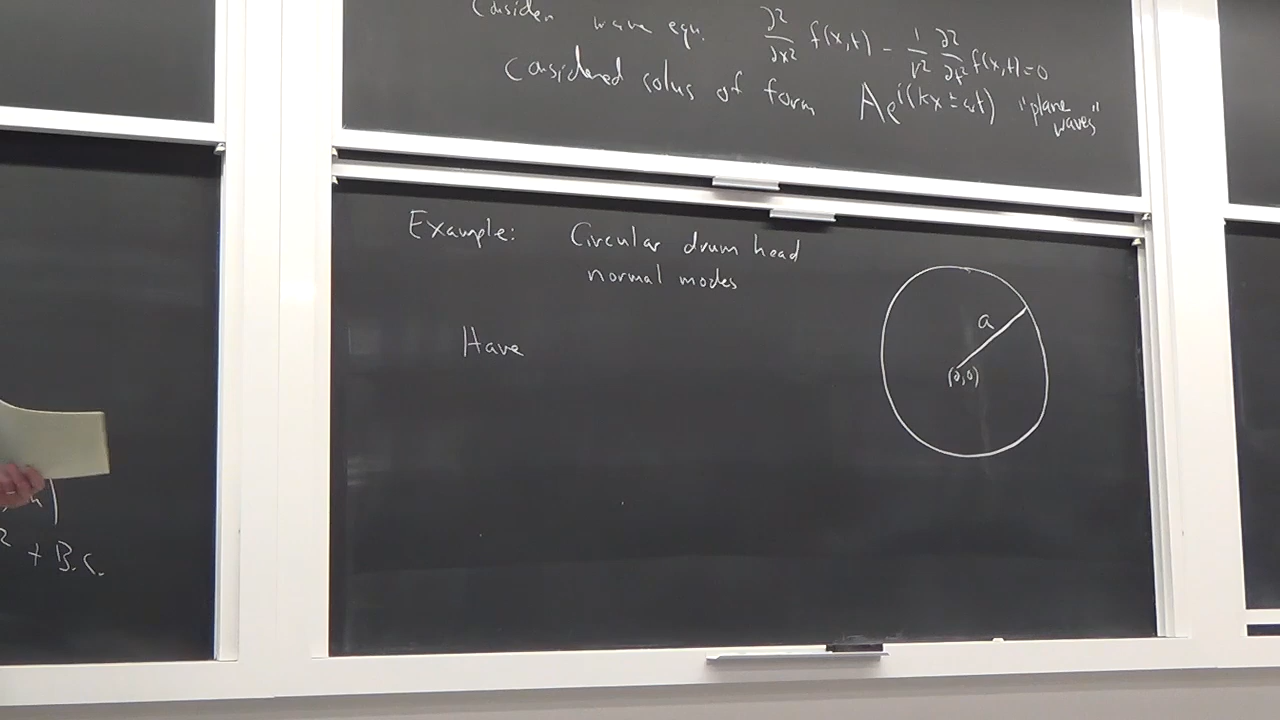 Consider wave equ. ∂²/∂x² f(x,t) - 1/v² ∂²/∂t² f(x,t) = 0
Considered solns of form Ae^i(kx ± ωt) "plane waves"
Example: Circular drum head
normal modes
a
Have
(0,0)
² + B.C.